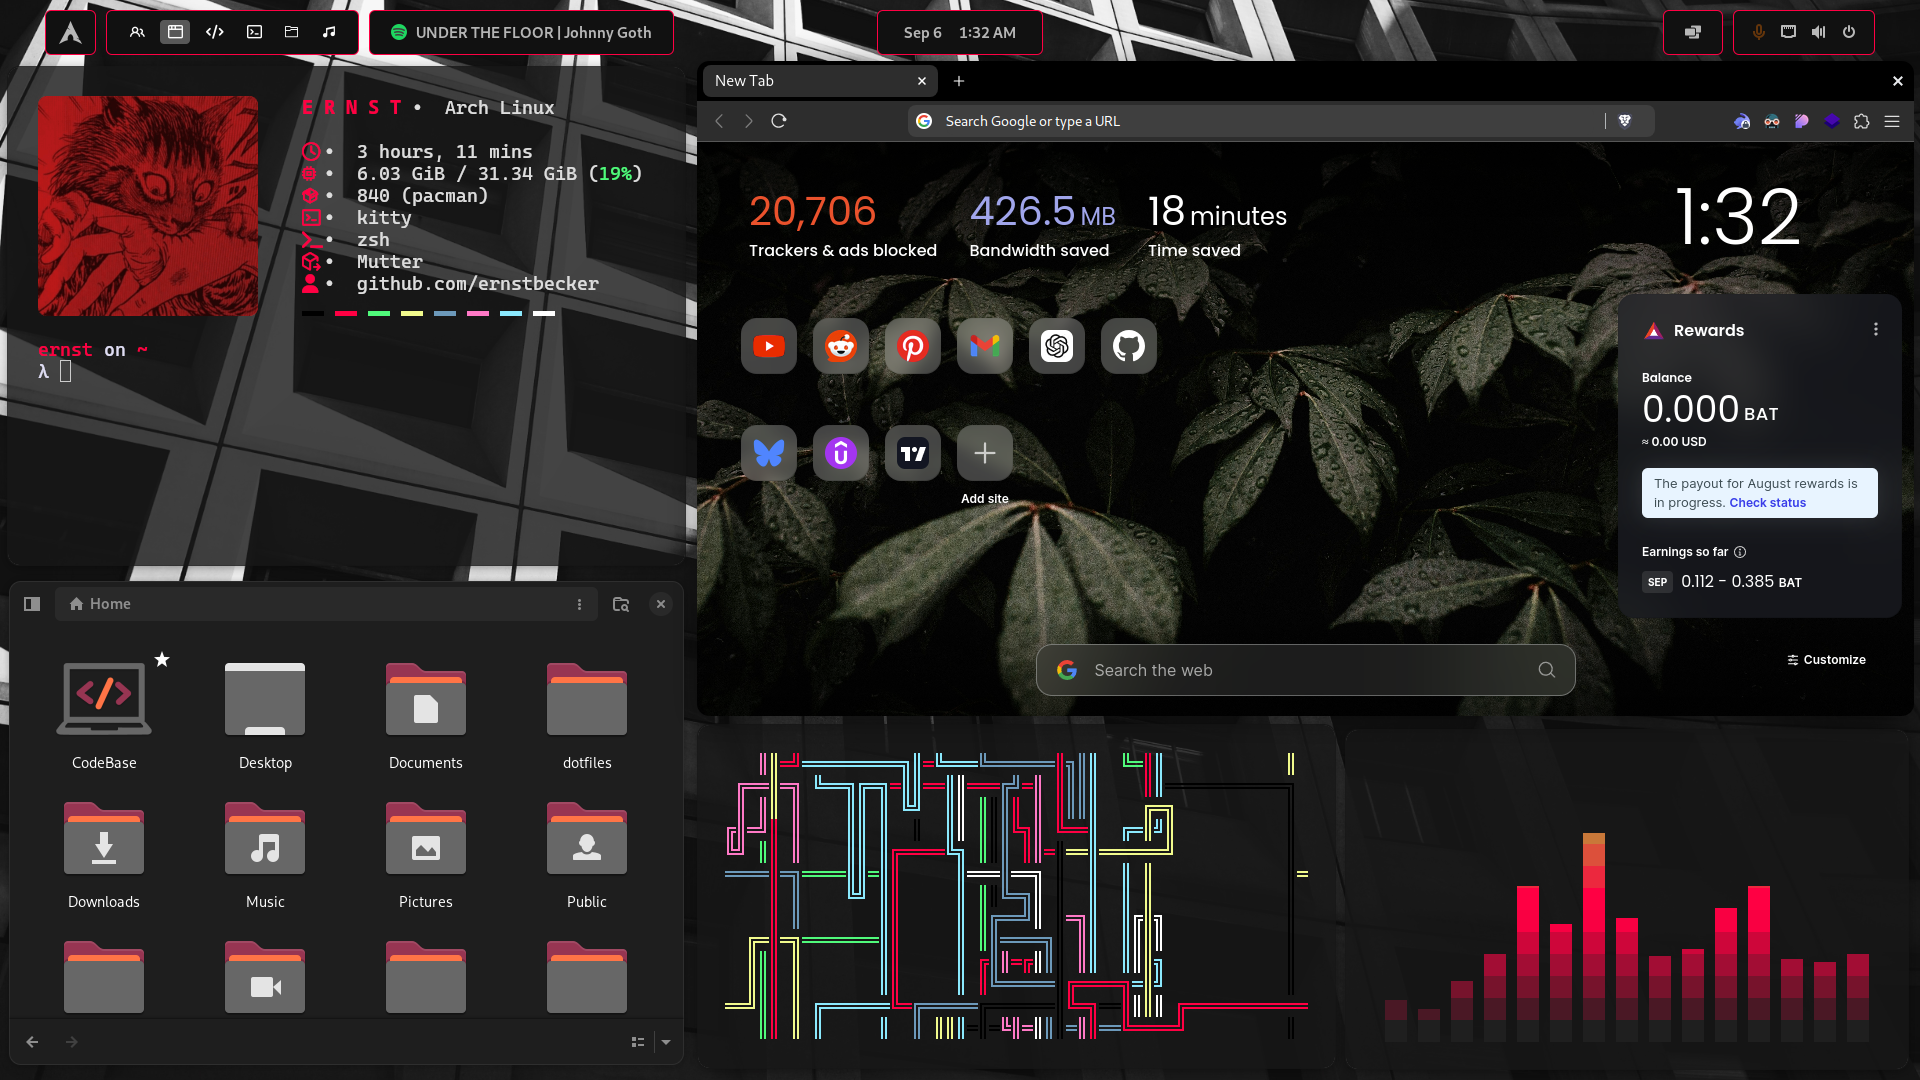 UNDER THE FLOOR | Johnny Goth
Sep 6 1:32 AM
E R N S T • Arch Linux
• 3 hours, 11 mins
• 6.03 GiB / 31.34 GiB (19%)
• 840 (pacman)
• kitty
• zsh
• Mutter
• github.com/ernstbecker
ernst on ~
λ
New Tab
Search Google or type a URL
20,706
Trackers & ads blocked
426.5 MB
Bandwidth saved
18 minutes
Time saved
1:32
Add site
Rewards
Balance
0.000 BAT
≈ 0.00 USD
The payout for August rewards is
in progress. Check status
Earnings so far
SEP 0.112 - 0.385 BAT
Search the web
Customize
Home
CodeBase
Desktop
Documents
dotfiles
Downloads
Music
Pictures
Public